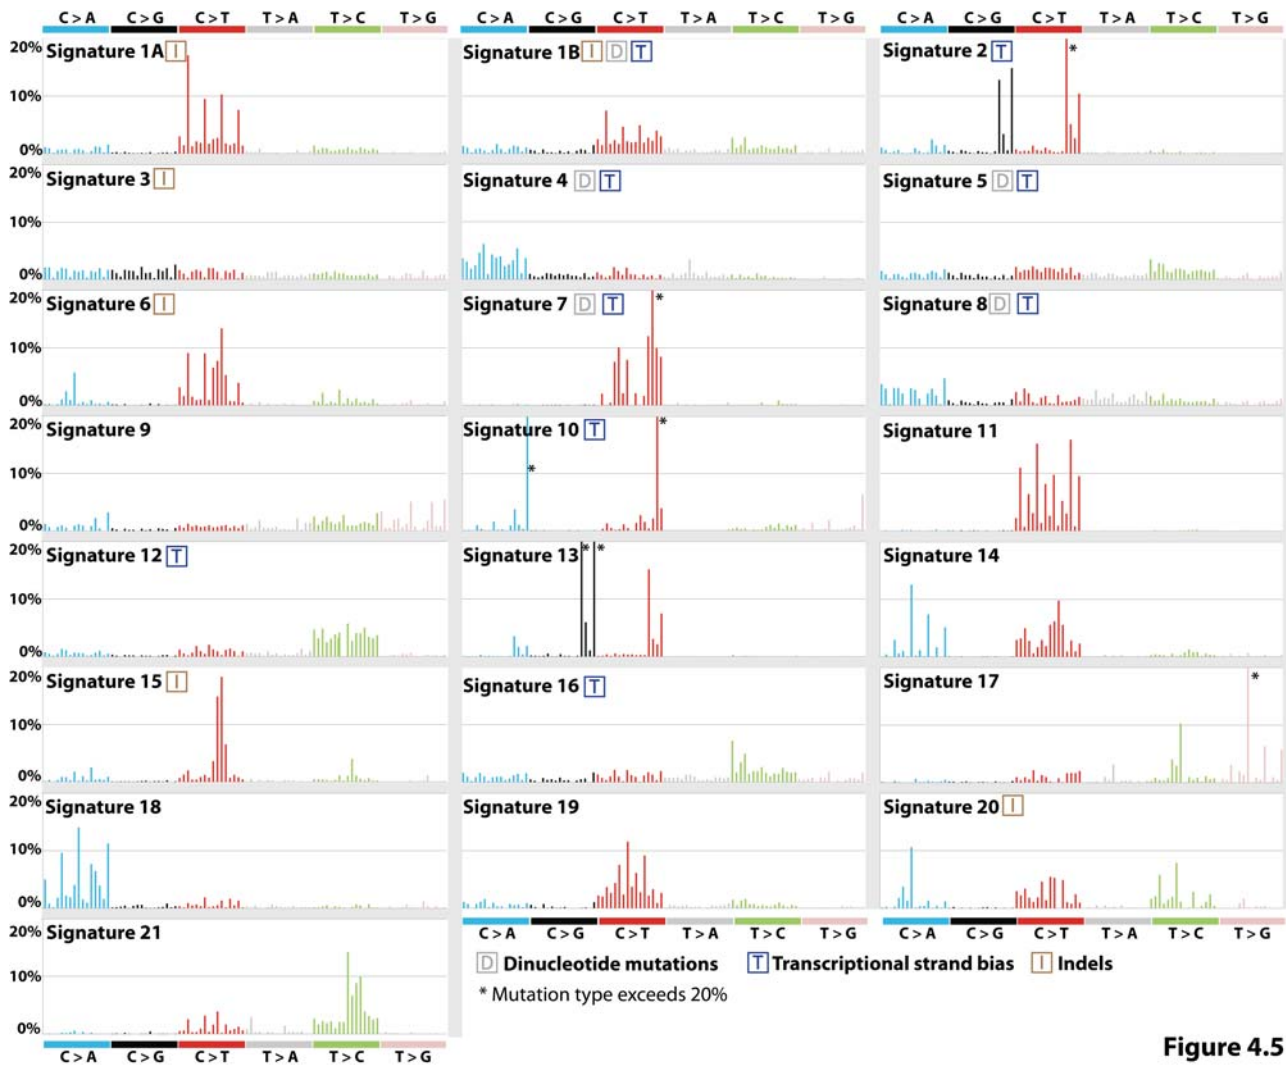 C > A C > G C > T T > A T > C T > G C > A C > G C > T T > A T > C T > G C > A C > G C > T T > A T > C T > G
20% Signature 1A I Signature 1B I D T Signature 2 T *
10%
0%
20% Signature 3 I Signature 4 D T Signature 5 D T
10%
0%
20% Signature 6 I Signature 7 D T * Signature 8 D T
10%
0%
20% Signature 9 Signature 10 T * Signature 11
10% *
0%
20% Signature 12 T Signature 13 * * Signature 14
10%
0%
20% Signature 15 I Signature 16 T Signature 17 *
10%
0%
20% Signature 18 Signature 19 Signature 20 I
10%
0%
20% Signature 21 C > A C > G C > T T > A T > C T > G C > A C > G C > T T > A T > C T > G
10% D Dinucleotide mutations T Transcriptional strand bias I Indels
* Mutation type exceeds 20%
0%
C > A C > G C > T T > A T > C T > G
Figure 4.5